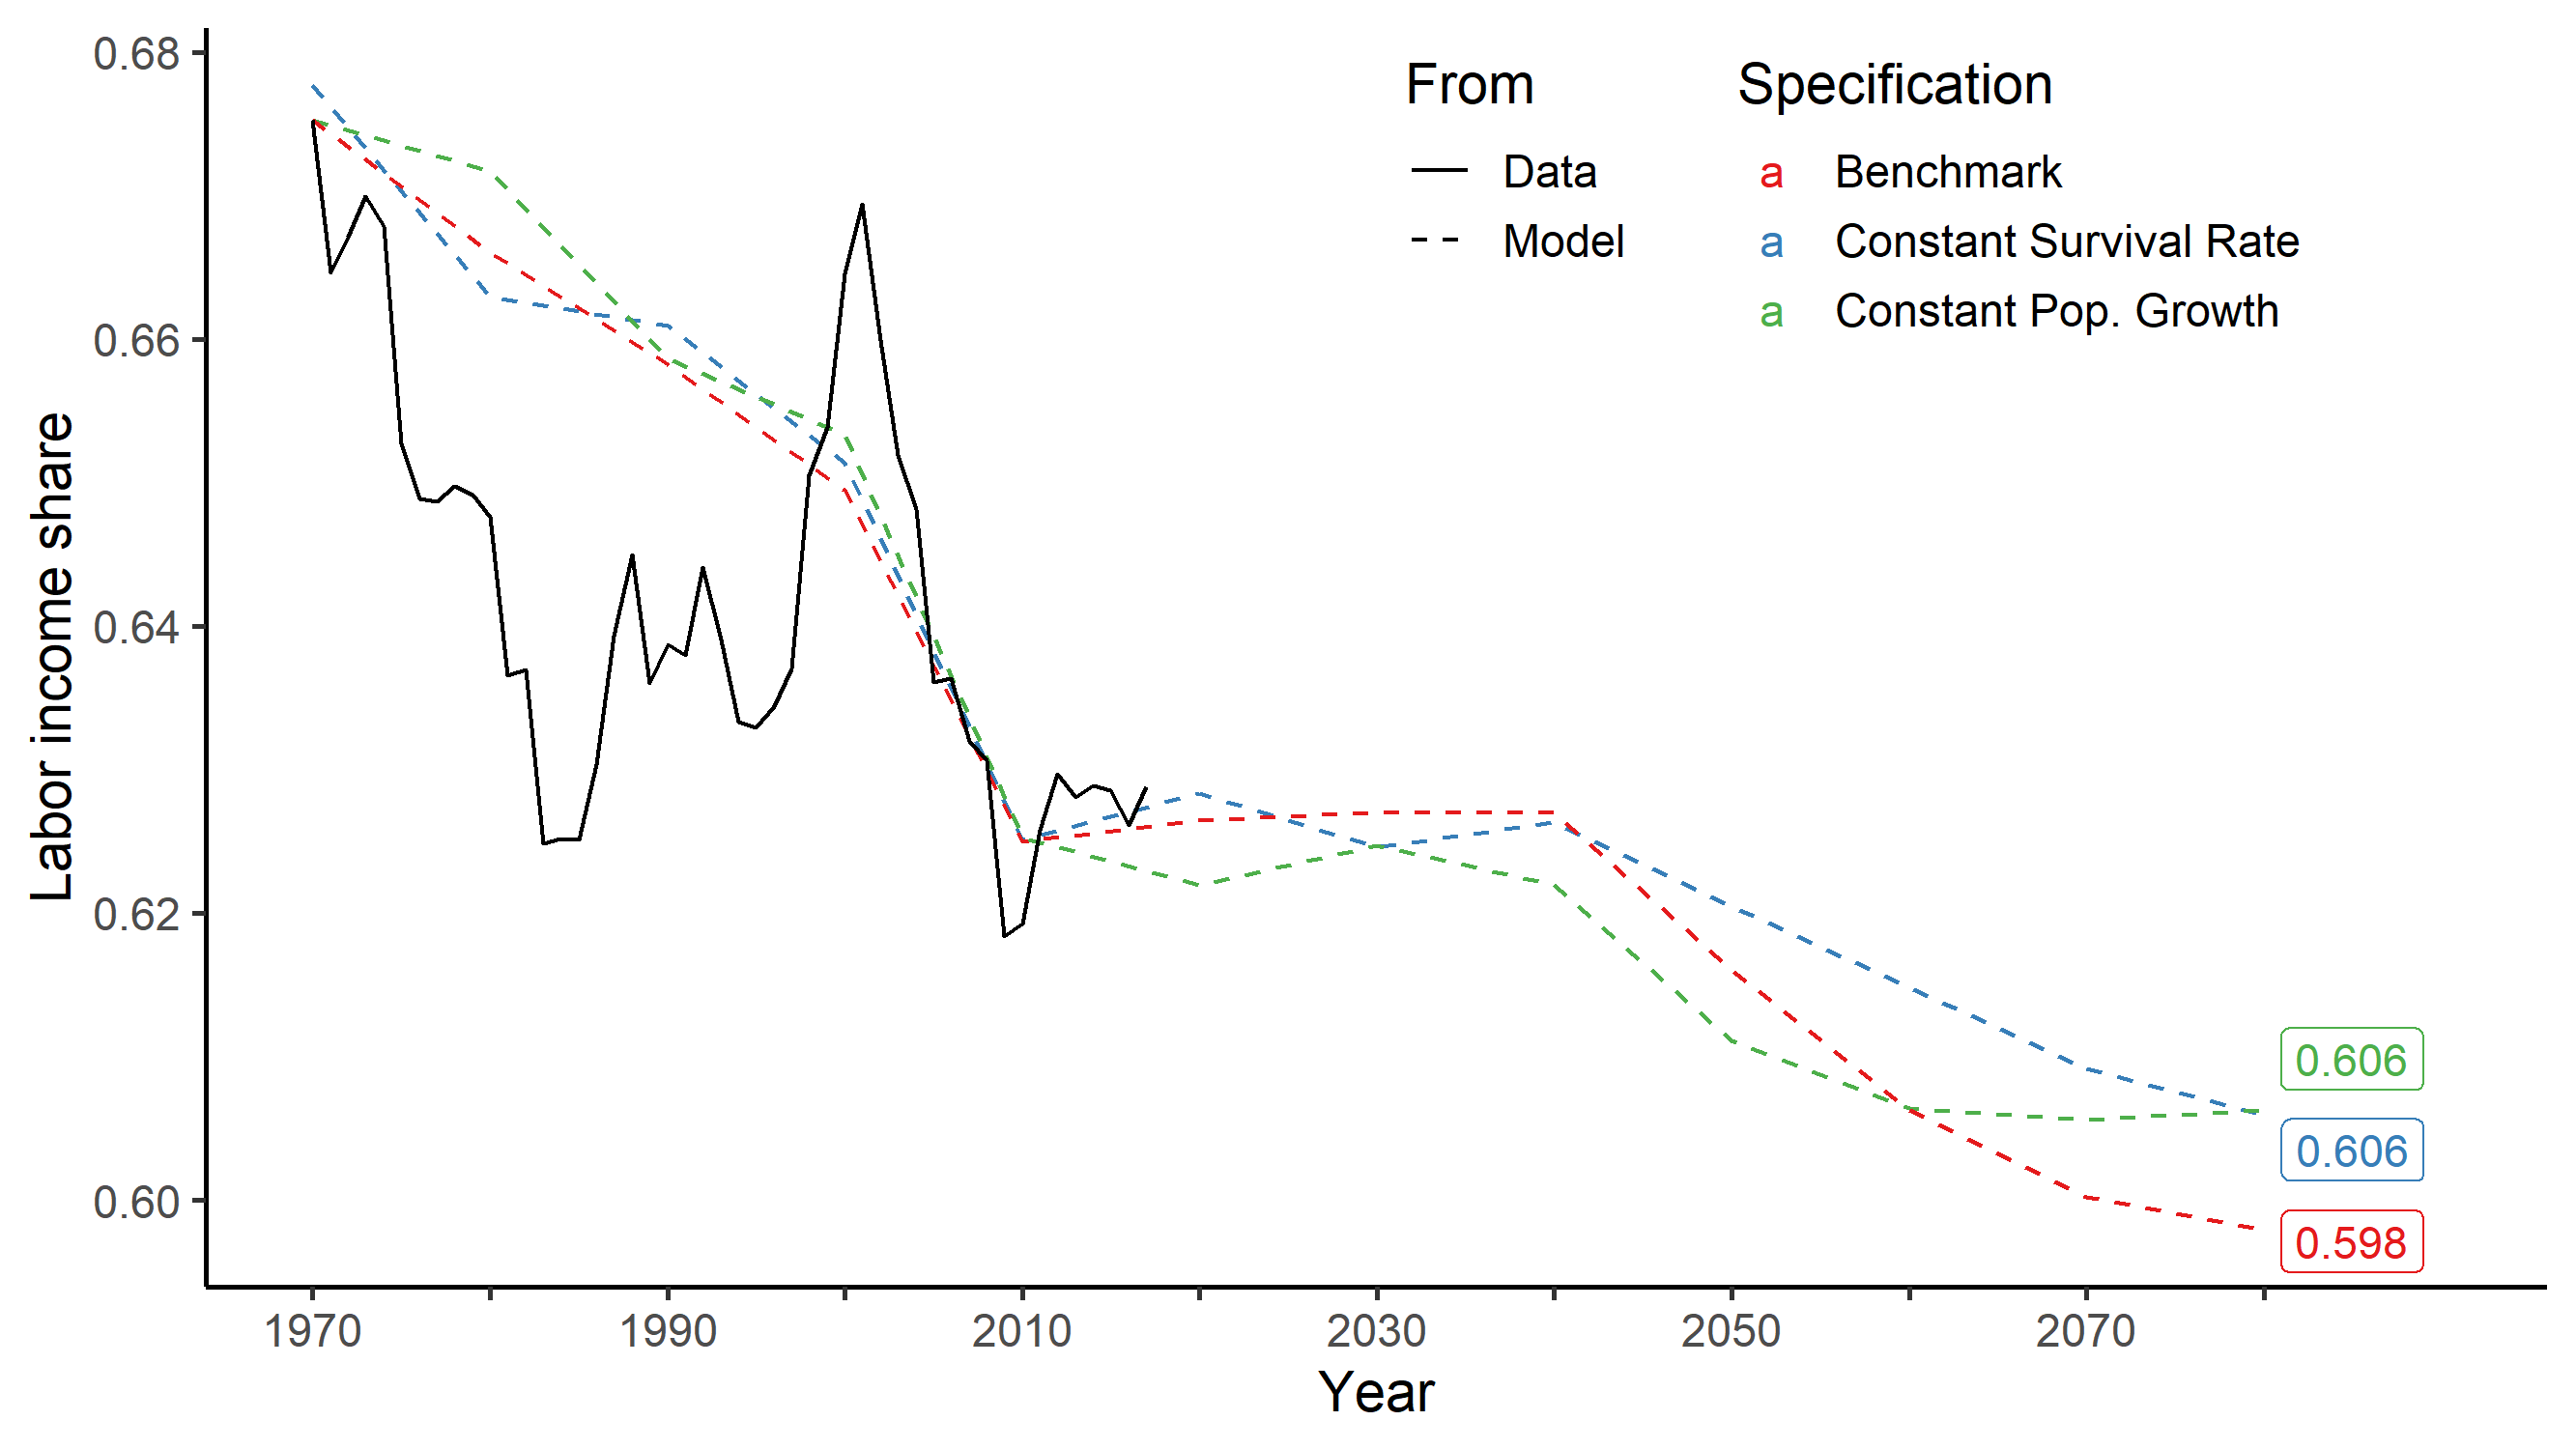 From
Specification
Data
Model
a Benchmark
a Constant Survival Rate
a Constant Pop. Growth
Labor income share
0.68
0.66
0.64
0.62
0.60
0.606
0.606
0.598
1970 1990 2010 2030 2050 2070
Year